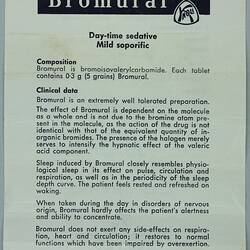 Bromural
Knoll
Day-time sedative
Mild soporific
Composition
Bromural is bromoisovalerylcarbomide. Each tablet
contains 0·3 g (5 grains) Bromural.
Clinical data
Bromural is an extremely well tolerated preparation.
The effect of Bromural is dependent on the molecule
as a whole and is not due to the bromine atom pre-
sent in the molecule, as the action of the drug is not
identical with that of the equivalent quantity of in-
organic bromides. The presence of the halogen merely
serves to intensify the hypnotic effect of the valeric
acid component.
Sleep induced by Bromural closely resembles physio-
logical sleep in its effect on pulse, circulation and
respiration, as well as in the periodicity of the sleep
depth curve. The patient feels rested and refreshed on
waking.
When taken during the day in disorders of nervous
origin, Bromural hardly affects the patient's alertness
and ability to concentrate.
Bromural does not exert any side-effects on respira-
tion, heart or circulation; it restores to normal
functions which have been impaired by overexertion.